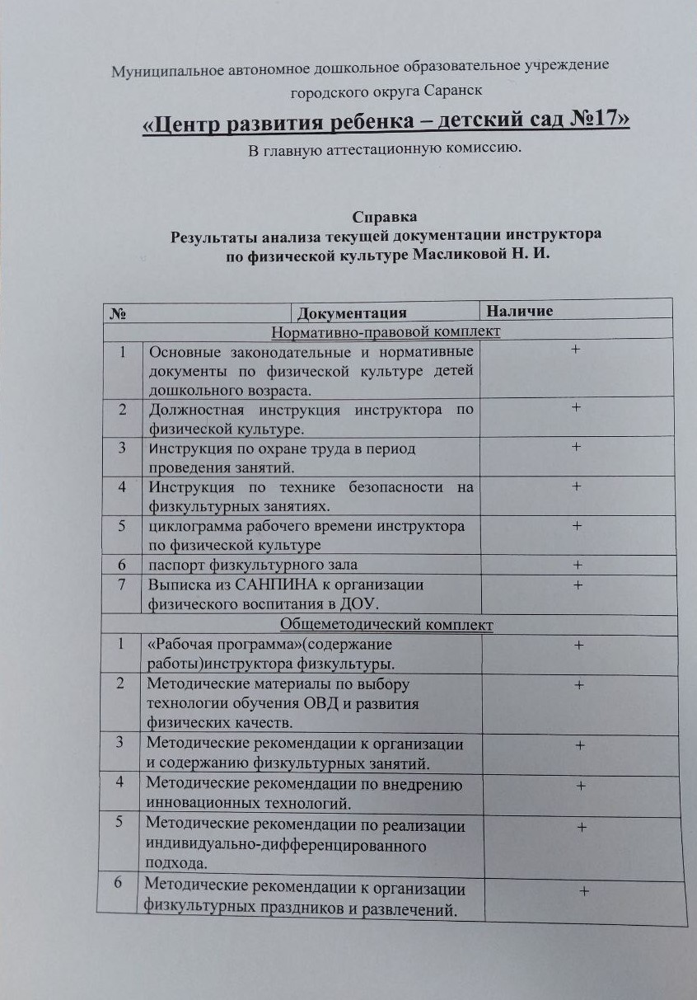 Муниципальное автономное дошкольное образовательное учреждение
городского округа Саранск
«Центр развития ребенка – детский сад №17»
В главную аттестационную комиссию.
Справка
Результаты анализа текущей документации инструктора
по физической культуре Масликовой Н. И.
№ Документация Наличие
Нормативно-правовой комплект
1 Основные законодательные и нормативные +
документы по физической культуре детей
дошкольного возраста.
2 Должностная инструкция инструктора по +
физической культуре.
3 Инструкция по охране труда в период +
проведения занятий.
4 Инструкция по технике безопасности на +
физкультурных занятиях.
5 циклограмма рабочего времени инструктора +
по физической культуре
6 паспорт физкультурного зала +
7 Выписка из САНПИНА к организации +
физического воспитания в ДОУ.
Общеметодический комплект
1 «Рабочая программа»(содержание +
работы)инструктора физкультуры.
2 Методические материалы по выбору +
технологии обучения ОВД и развития
физических качеств.
3 Методические рекомендации к организации +
и содержанию физкультурных занятий.
4 Методические рекомендации по внедрению +
инновационных технологий.
5 Методические рекомендации по реализации +
индивидуально-дифференцированного
подхода.
6 Методические рекомендации к организации +
физкультурных праздников и развлечений.